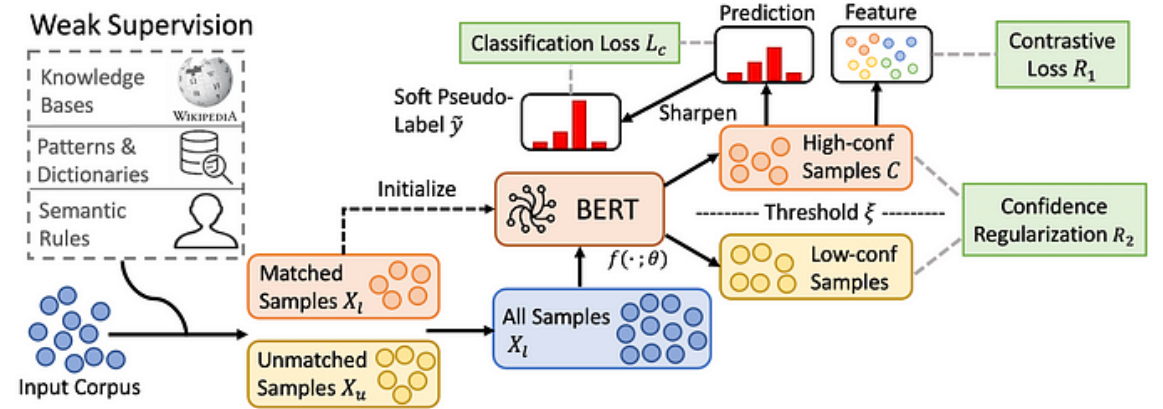 Weak Supervision
Knowledge
Bases
WIKIPEDIA
Patterns &
Dictionaries
Semantic
Rules
Input Corpus
Matched
Samples X_l
Unmatched
Samples X_u
Initialize
BERT
f(· ; θ)
All Samples
X_l
Classification Loss L_c
Soft Pseudo-
Label ỹ
Sharpen
Prediction
Feature
Contrastive
Loss R_1
High-conf
Samples C
Threshold ξ
Low-conf
Samples
Confidence
Regularization R_2